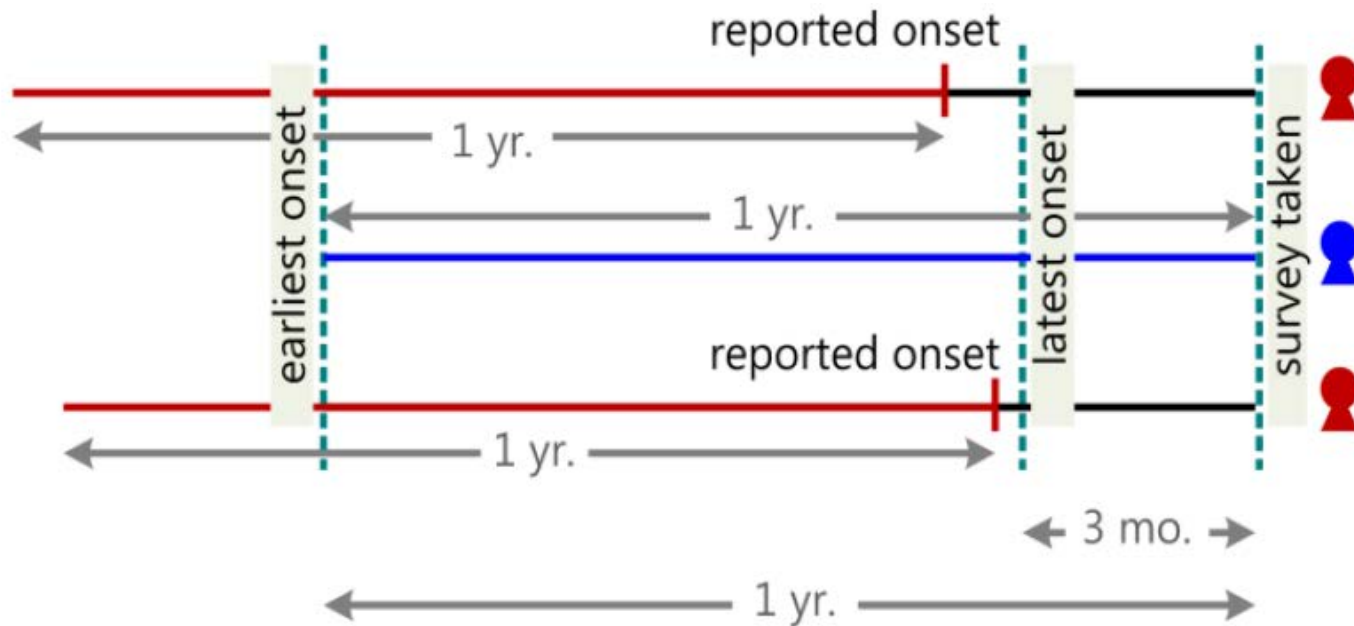 reported onset
1 yr.
1 yr.
earliest onset
latest onset
survey taken
reported onset
1 yr.
3 mo.
1 yr.